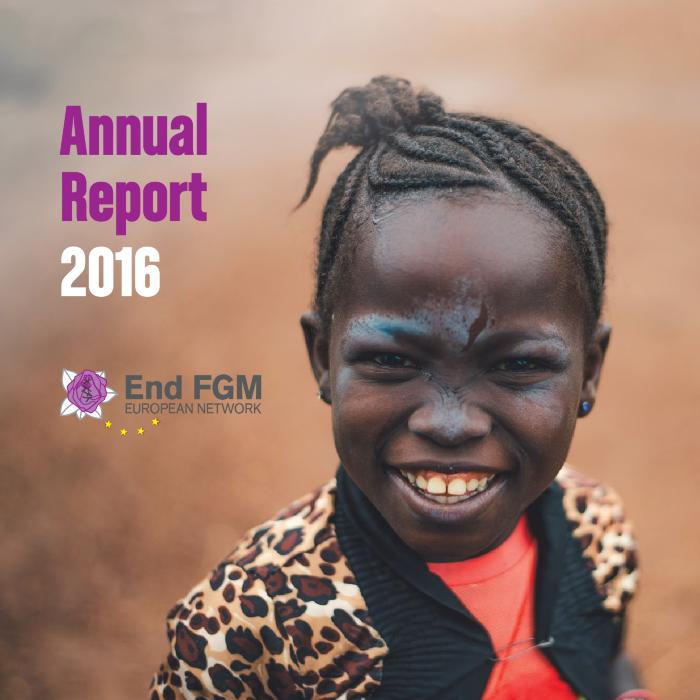 Annual
Report
2016
End FGM
EUROPEAN NETWORK